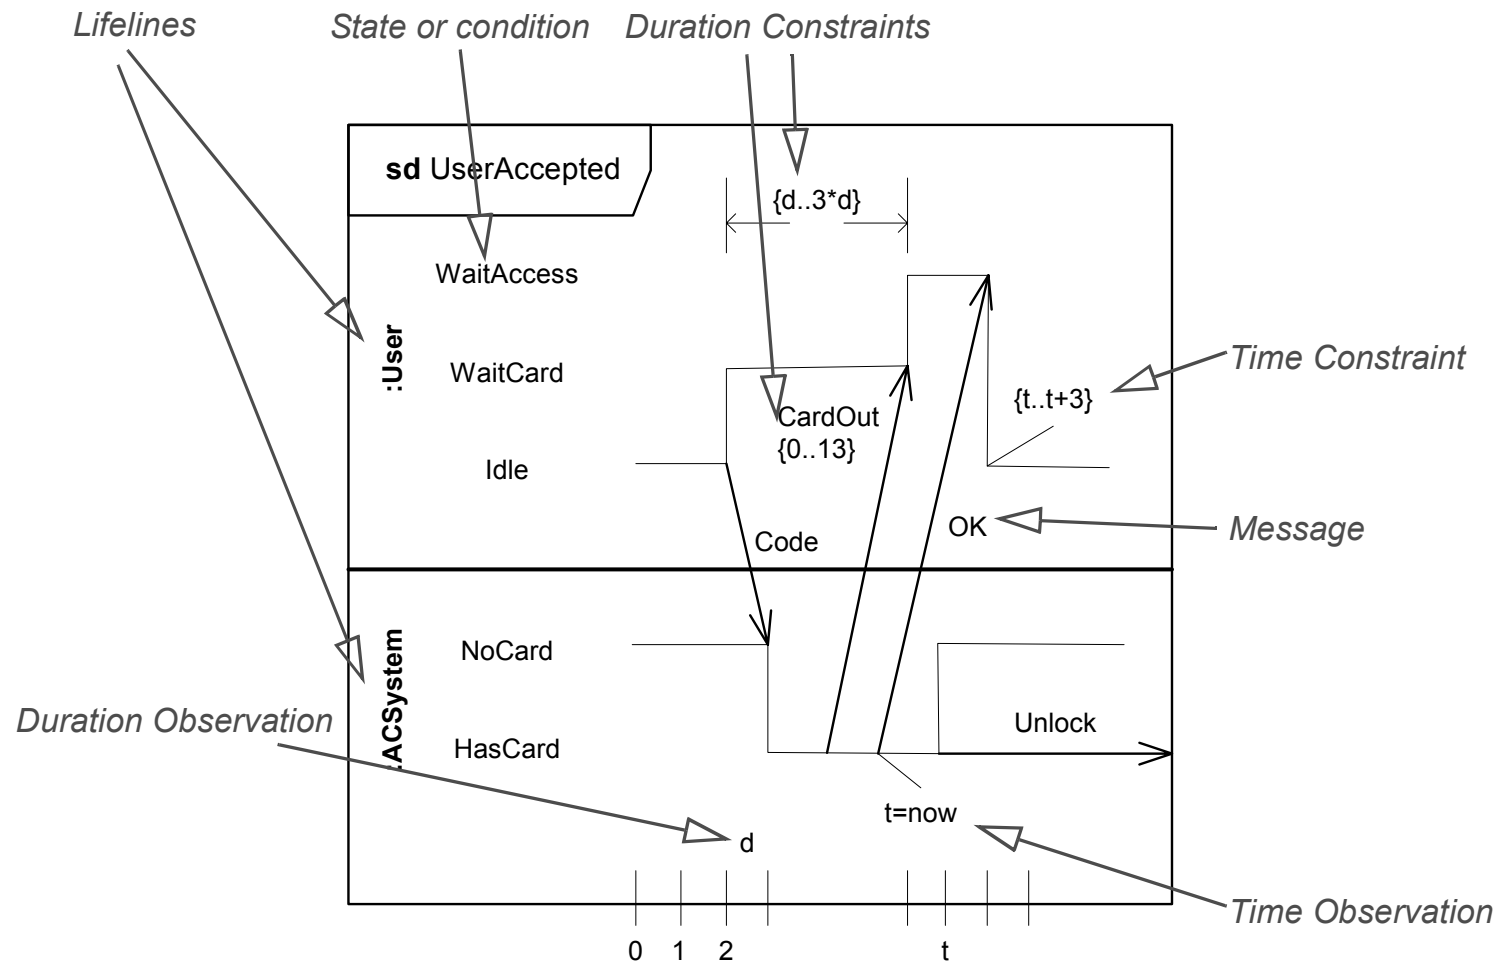 Lifelines
State or condition
Duration Constraints
sd UserAccepted
{d..3*d}
WaitAccess
:User
WaitCard
Time Constraint
{t..t+3}
CardOut
{0..13}
Idle
OK
Message
Code
NoCard
:ACSystem
Duration Observation
Unlock
HasCard
t=now
d
Time Observation
0 1 2 t